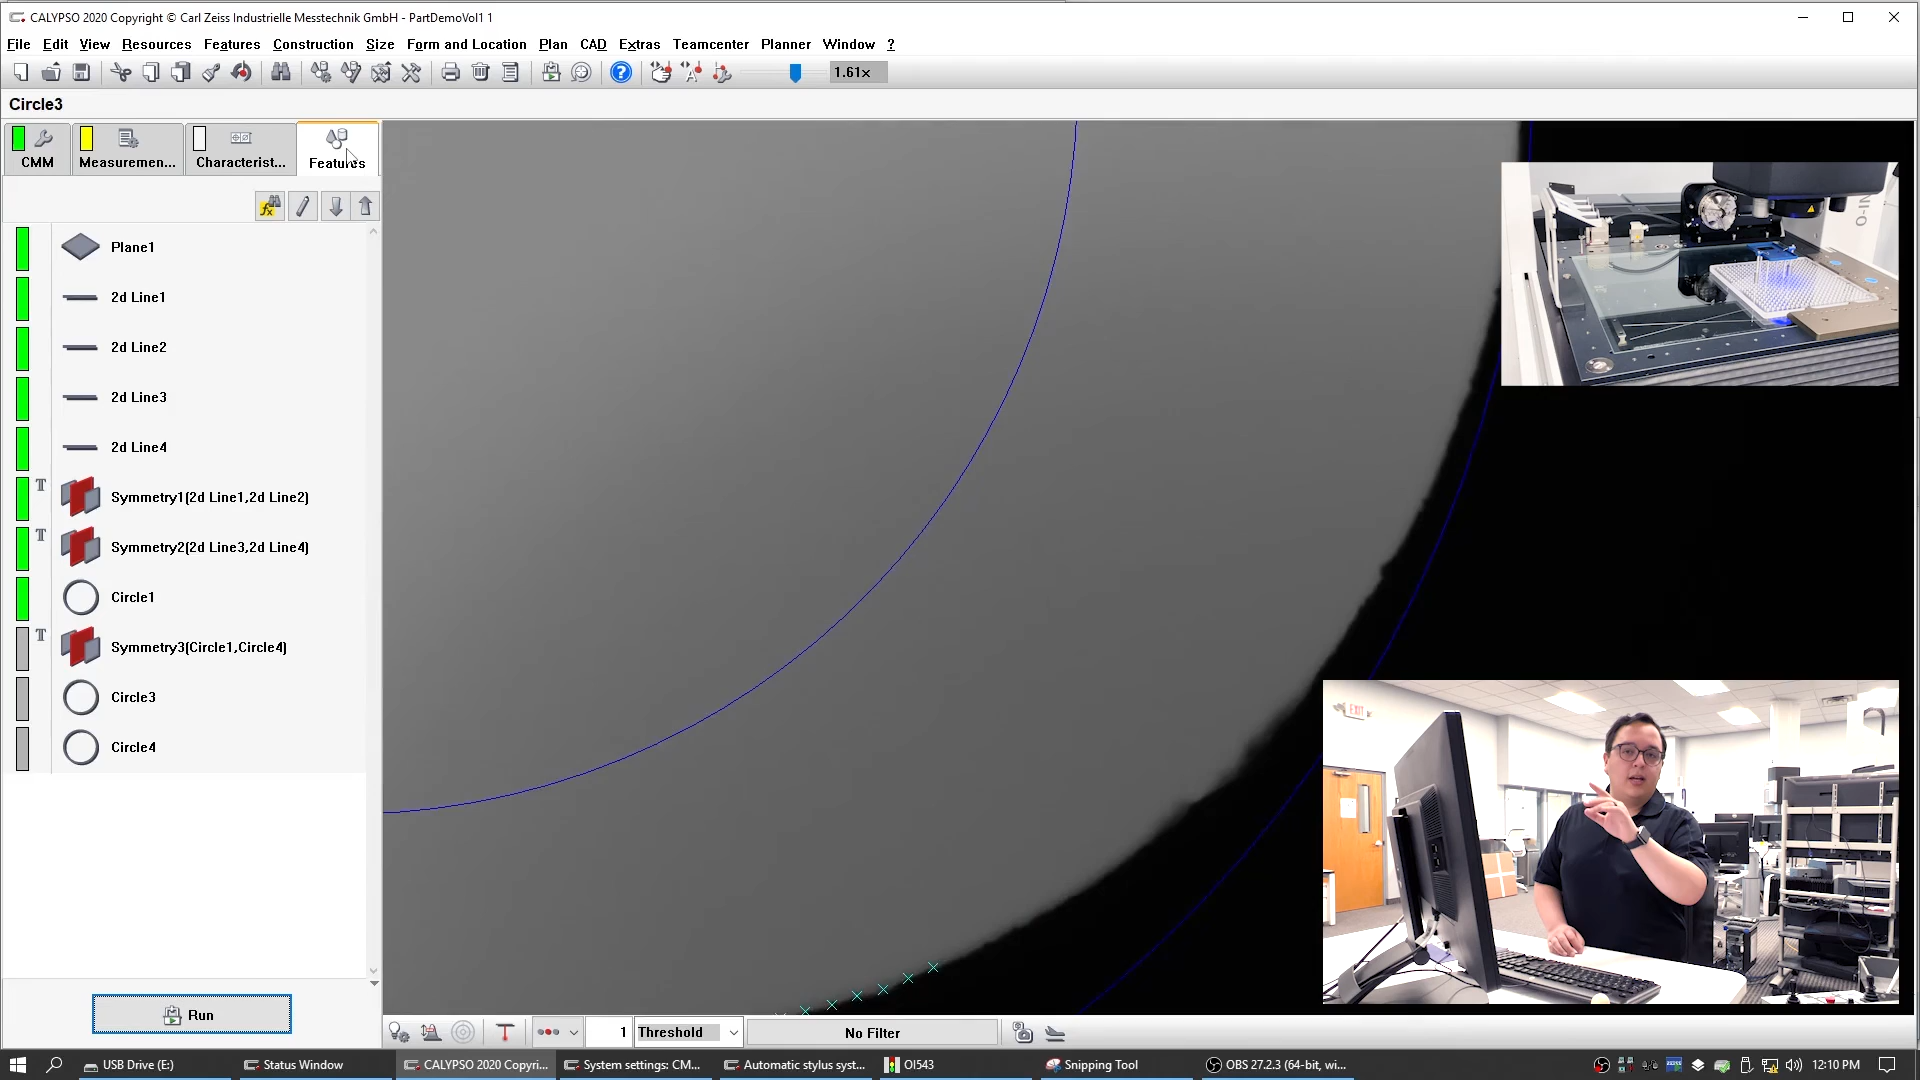 CALYPSO 2020 Copyright © Carl Zeiss Industrielle Messtechnik GmbH - PartDemoVol1 1
File Edit View Resources Features Construction Size Form and Location Plan CAD Extras Teamcenter Planner Window ?
1.61×
Circle3
CMM Measuremen... Characterist... Features
Plane1
2d Line1
2d Line2
2d Line3
2d Line4
T Symmetry1(2d Line1,2d Line2)
T Symmetry2(2d Line3,2d Line4)
Circle1
T Symmetry3(Circle1,Circle4)
Circle3
Circle4
EXIT
Run
1 Threshold No Filter
USB Drive (E:) Status Window CALYPSO 2020 Copyri... System settings: CM... Automatic stylus syst... OI543 Snipping Tool OBS 27.2.3 (64-bit, wi... 12:10 PM